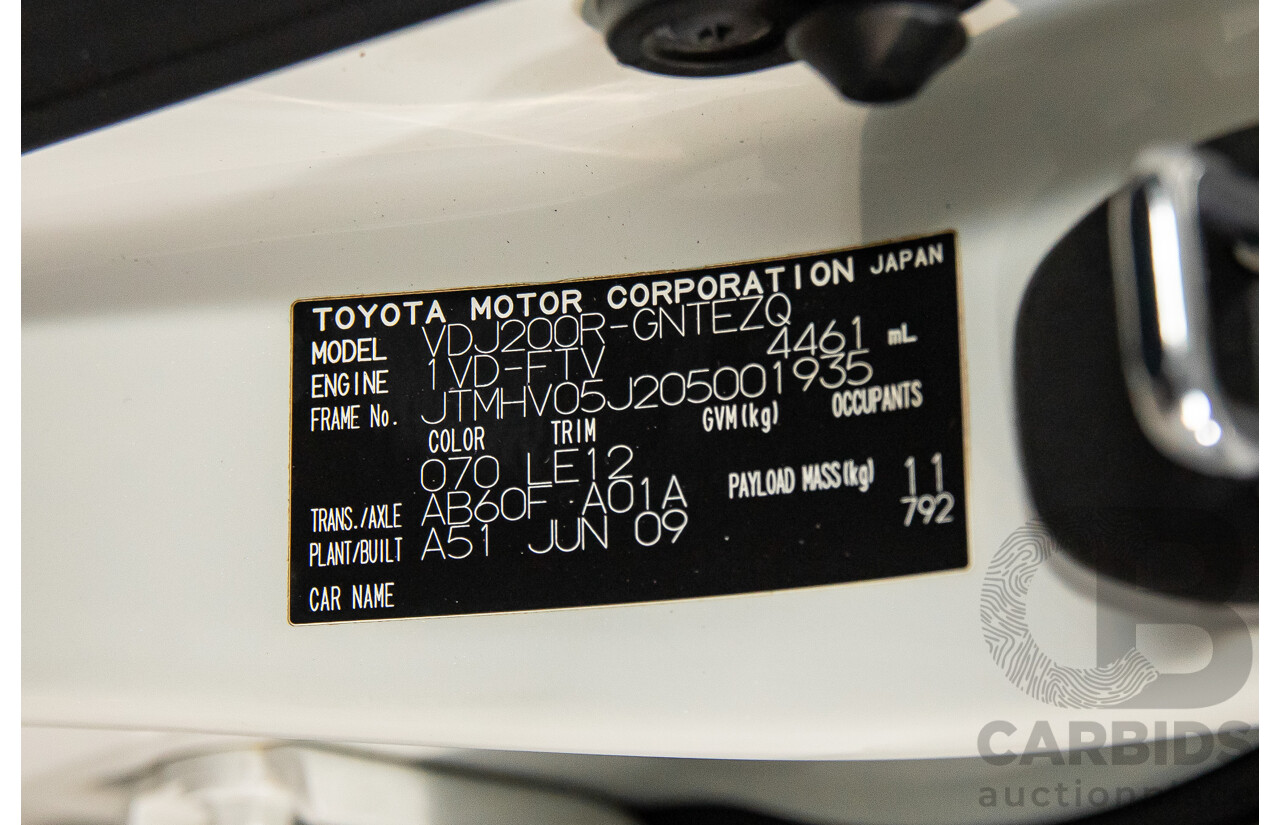 TOYOTA MOTOR CORPORATION JAPAN
MODEL VDJ200R-GNTEZQ
ENGINE 1VD-FTV 4461 mL
FRAME No. JTMHV05J205001935
COLOR TRIM GVM(kg) OCCUPANTS
070 LE12
TRANS./AXLE AB60F A01A PAYLOAD MASS(kg) 11
PLANT/BUILT A51 JUN 09 792
CAR NAME
CB
CARBIDS